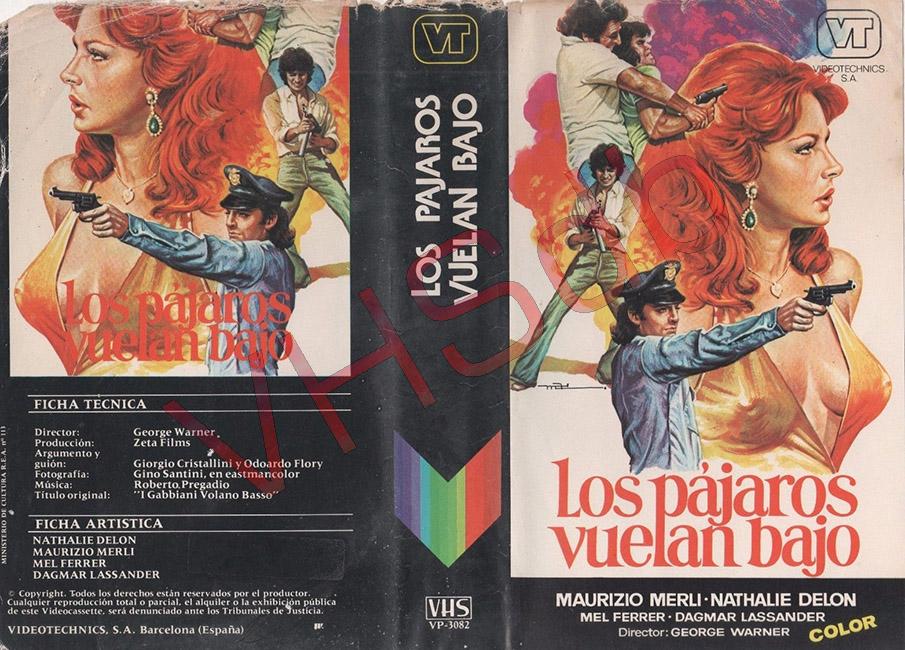 Los pájaros
vuelan bajo
FICHA TÉCNICA
Director: George Warner
Producción: Zeta Films
Argumento y
guión: Giorgio Cristallini y Odoardo Flory
Fotografía: Gino Santini, en eastmancolor
Música: Roberto Pregadio
Título original: "I Gabbiani Volano Basso"
FICHA ARTISTICA
NATHALIE DELON
MAURIZIO MERLI
MEL FERRER
DAGMAR LASSANDER
© Copyright. Todos los derechos están reservados por el productor.
Cualquier reproducción total o parcial, el alquiler o la exhibición pública
de este Videocassette, será denunciado ante los Tribunales de Justicia.
VIDEOTECHNICS, S.A. Barcelona (España)
MINISTERIO DE CULTURA R.E.A. nº 113
VT
LOS PAJAROS
VUELAN BAJO
VHS
VP-3082
VT
VIDEOTECHNICS
S.A.
Los pájaros
vuelan bajo
MAURIZIO MERLI · NATHALIE DELON
MEL FERRER · DAGMAR LASSANDER
Director: GEORGE WARNER
COLOR